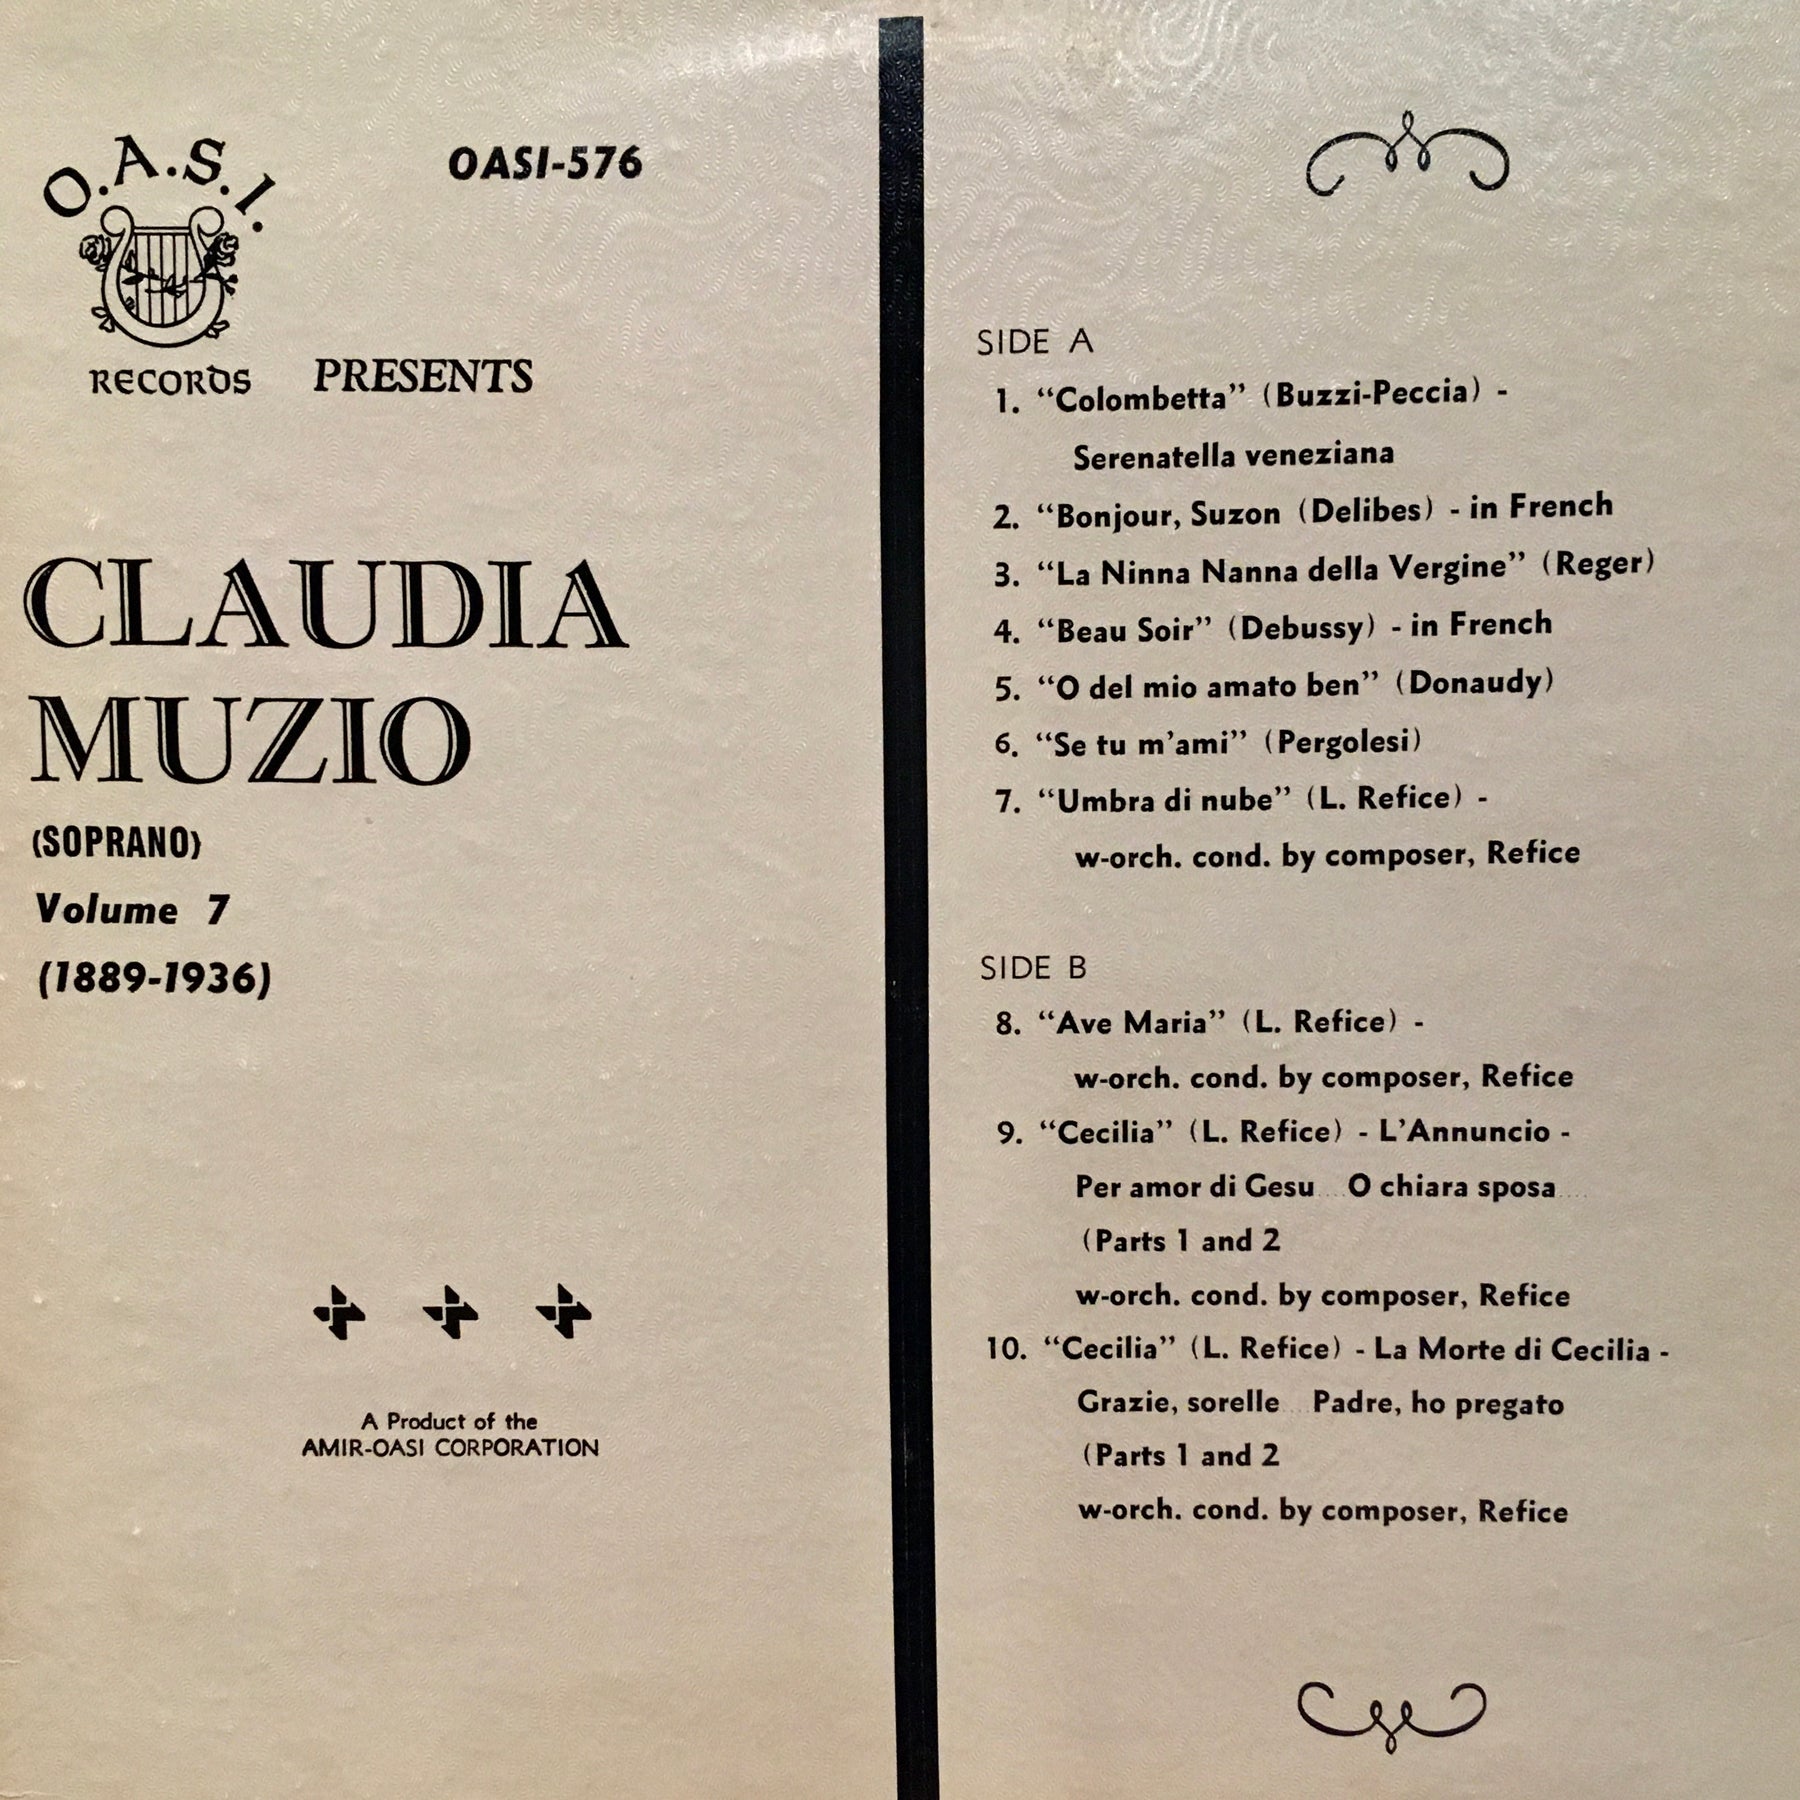 O.A.S.I.
OASI-576
RECORDS PRESENTS
CLAUDIA
MUZIO
(SOPRANO)
Volume 7
(1889-1936)
A Product of the
AMIR-OASI CORPORATION
SIDE A
1. “Colombetta” (Buzzi-Peccia) -
Serenatella veneziana
2. “Bonjour, Suzon (Delibes) - in French
3. “La Ninna Nanna della Vergine” (Reger)
4. “Beau Soir” (Debussy) - in French
5. “O del mio amato ben” (Donaudy)
6. “Se tu m’ami” (Pergolesi)
7. “Umbra di nube” (L. Refice) -
w-orch. cond. by composer, Refice
SIDE B
8. “Ave Maria” (L. Refice) -
w-orch. cond. by composer, Refice
9. “Cecilia” (L. Refice) - L’Annuncio -
Per amor di Gesu ... O chiara sposa ....
(Parts 1 and 2
w-orch. cond. by composer, Refice
10. “Cecilia” (L. Refice) - La Morte di Cecilia -
Grazie, sorelle ... Padre, ho pregato
(Parts 1 and 2
w-orch. cond. by composer, Refice